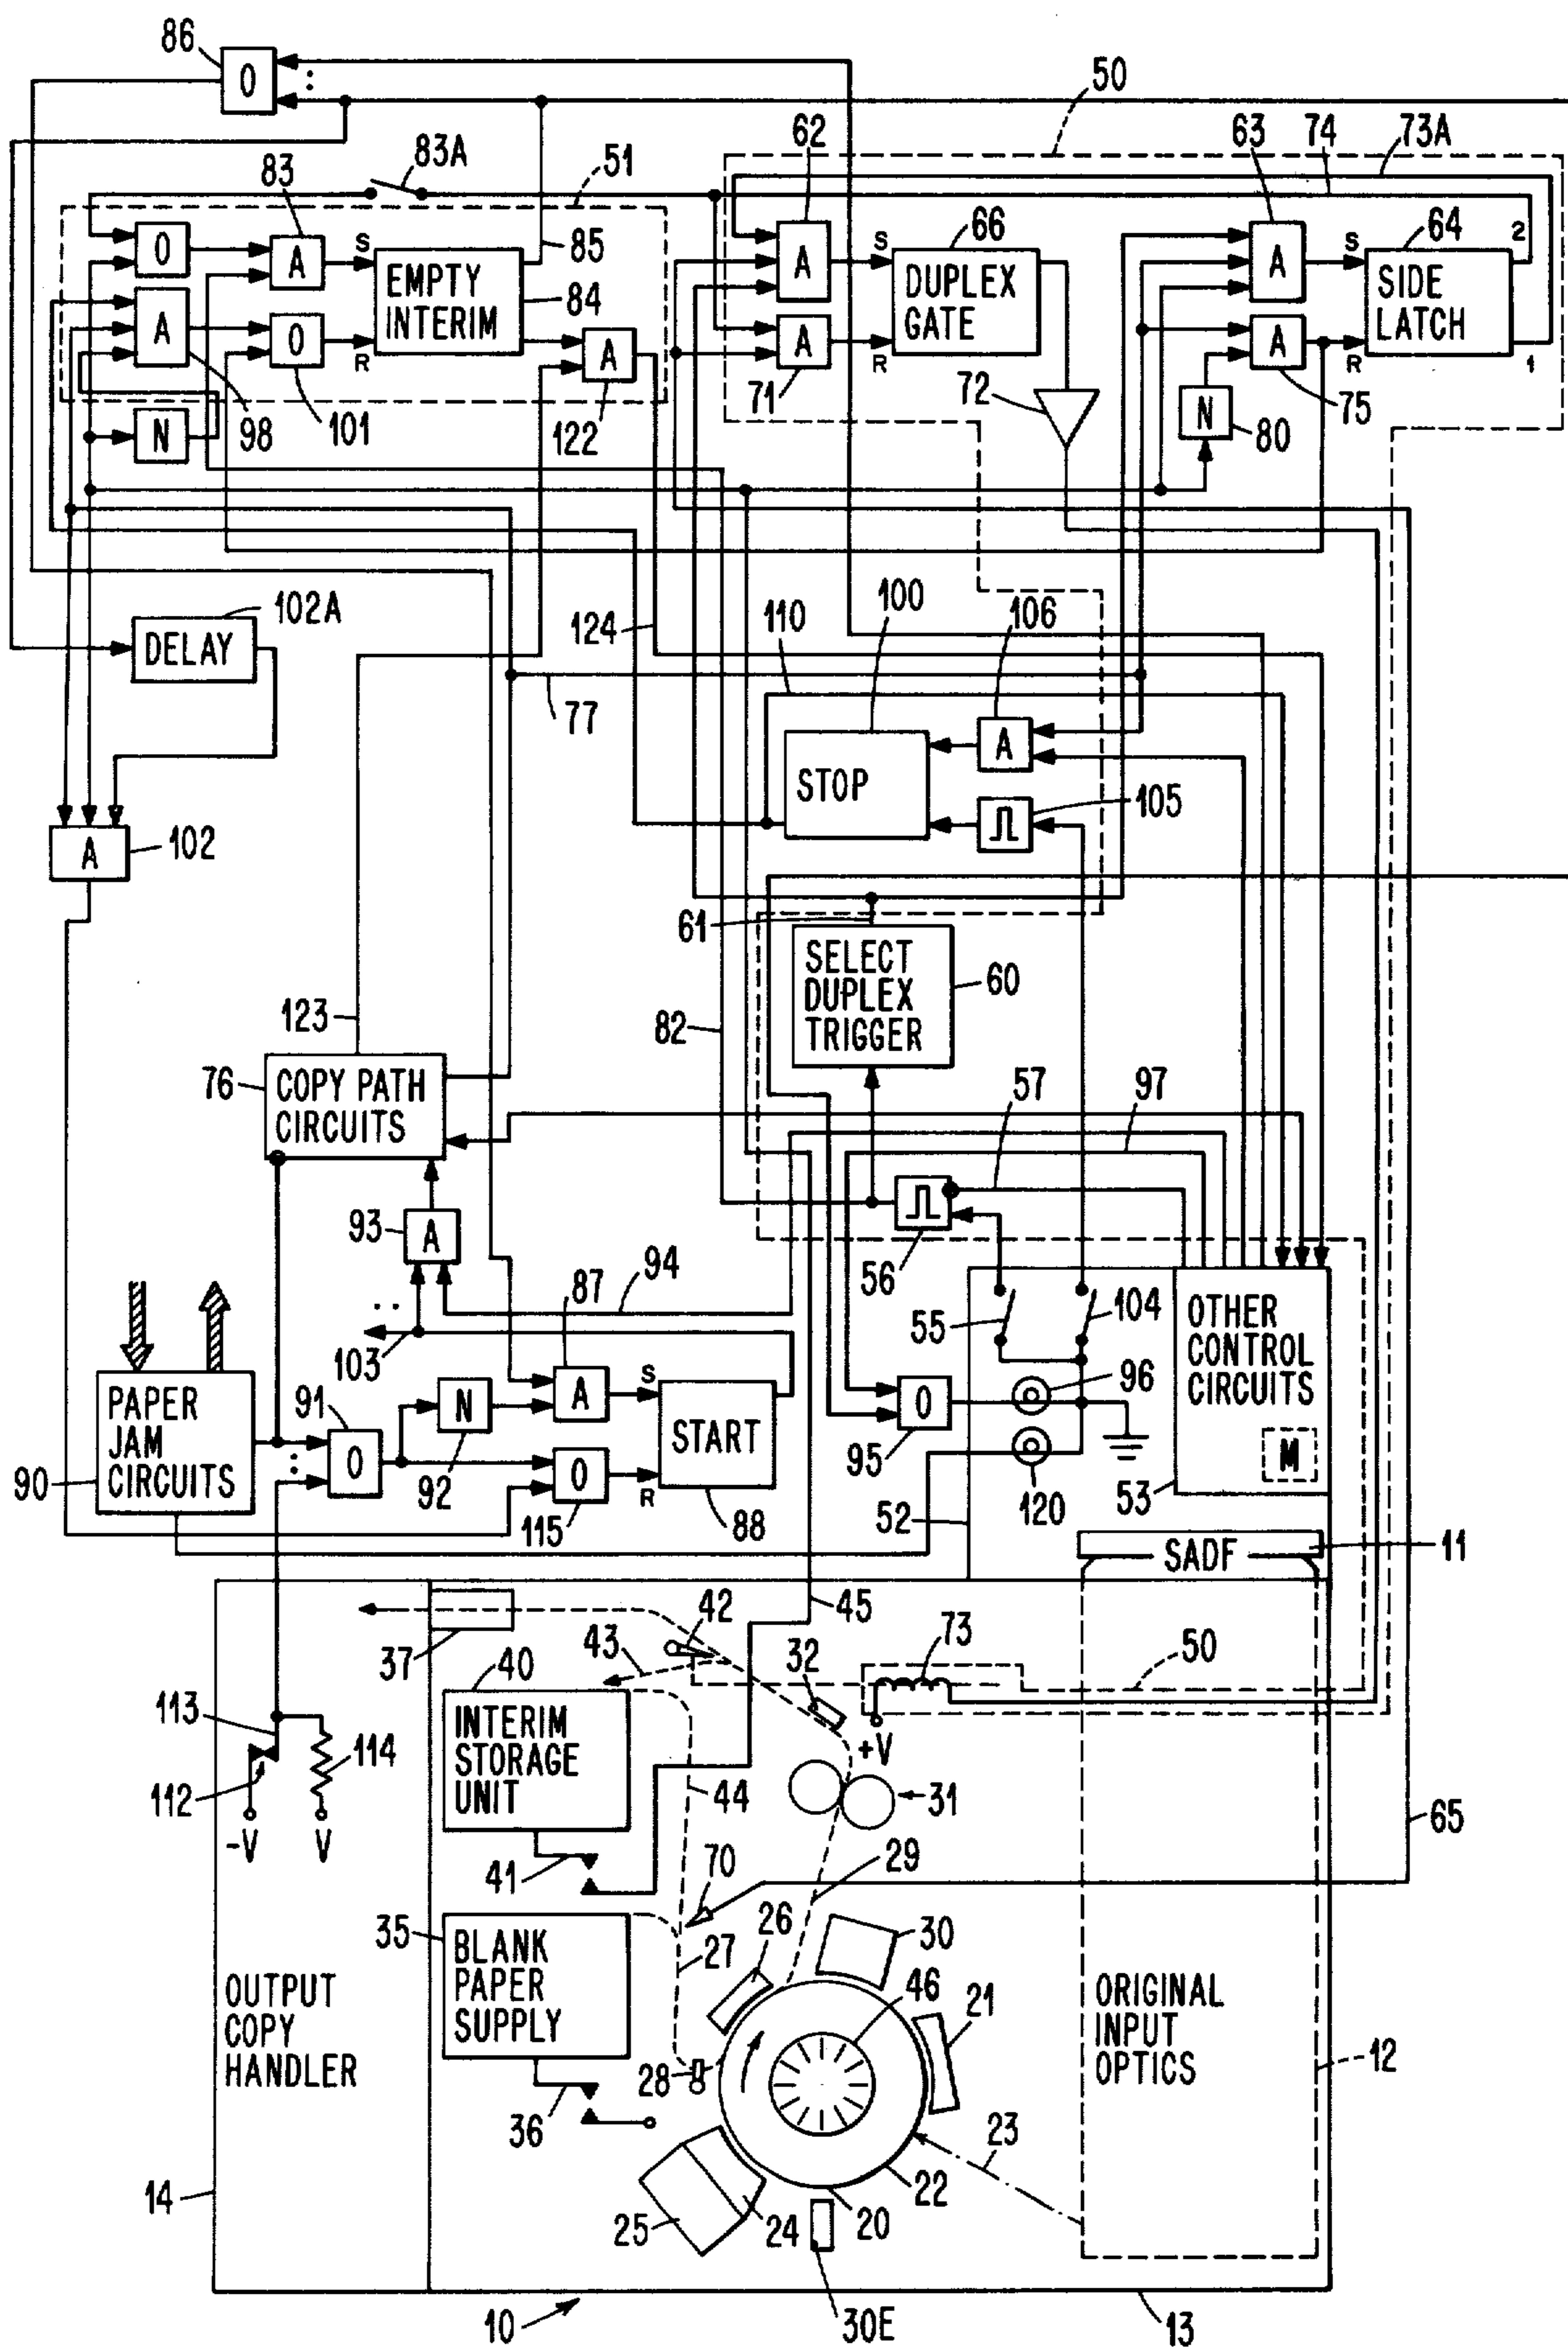 86
O
:
50
62
63
74
73A
83
83A
51
O
A
S
EMPTY
INTERIM
R
85
84
A
O
A
122
98
101
N
A
S
66
DUPLEX
GATE
R
A
71
72
A
S
64
2
SIDE
LATCH
R
1
A
75
N
80
102A
DELAY
124
110
100
106
77
STOP
A
105
A
102
61
SELECT
DUPLEX
TRIGGER
60
123
82
76
COPY PATH
CIRCUITS
57
97
93
A
56
94
87
103
55
104
OTHER
CONTROL
CIRCUITS
M
PAPER
JAM
CIRCUITS
90
91
O
:
N
92
A
S
O
R
115
START
88
O
95
96
120
52
53
SADF
11
37
43
42
45
32
73
50
40
INTERIM
STORAGE
UNIT
+V
113
112
114
-V
V
44
31
65
41
70
29
35
BLANK
PAPER
SUPPLY
27
26
30
46
21
OUTPUT
COPY
HANDLER
ORIGINAL
INPUT
OPTICS
12
28
36
23
22
14
25
24
20
30E
10
13